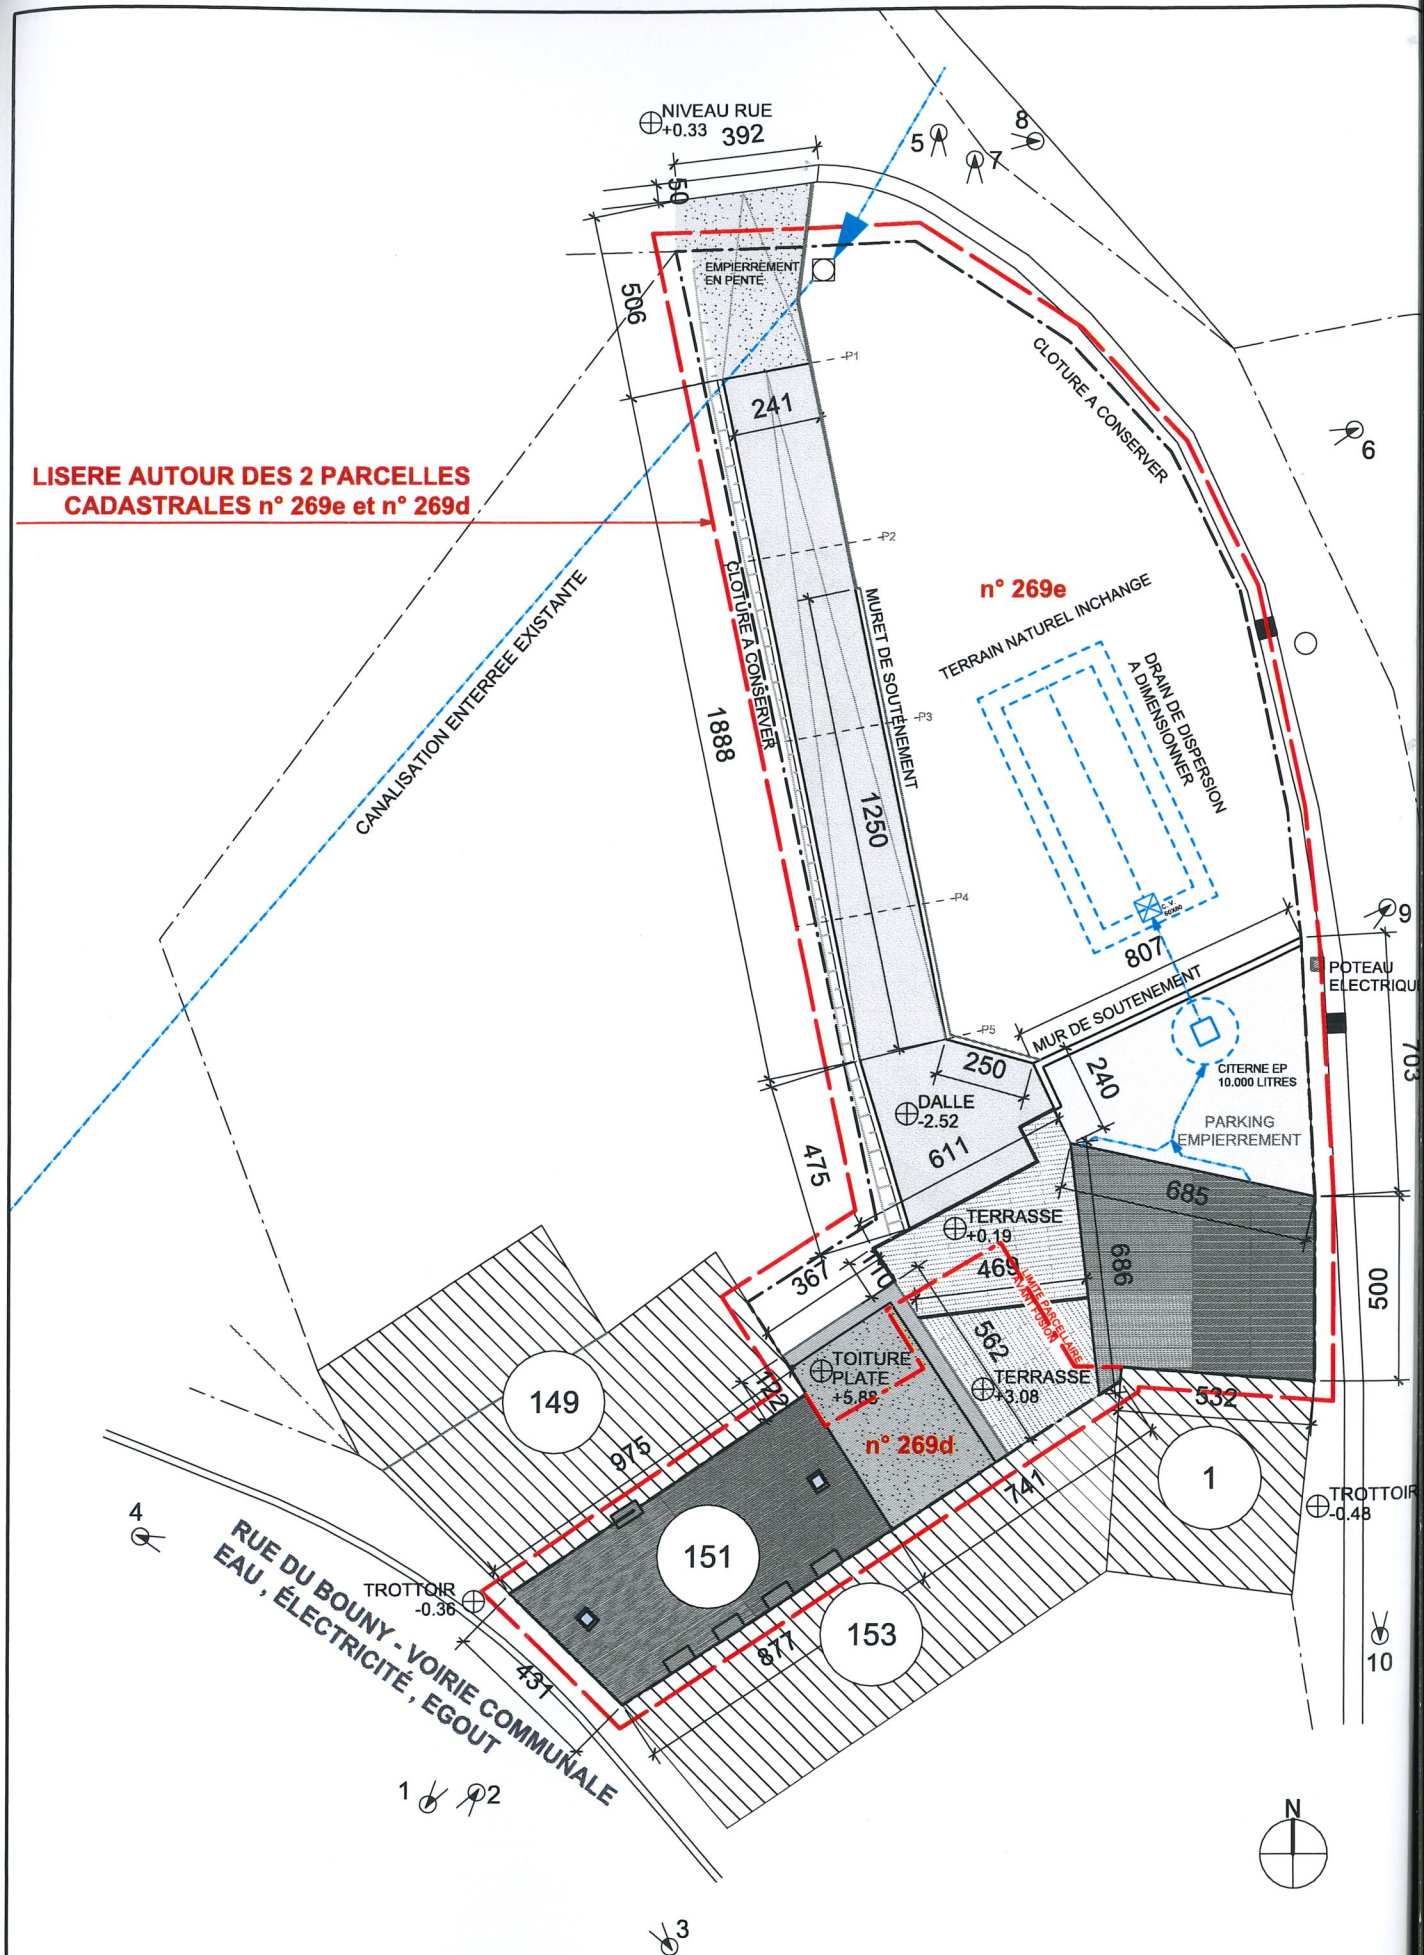 NIVEAU RUE
+0.33
392
50
5
7
8
EMPIERREMENT
EN PENTE
506
P1
241
CLOTURE A CONSERVER
6
LISERE AUTOUR DES 2 PARCELLES
CADASTRALES n° 269e et n° 269d
P2
CANALISATION ENTERREE EXISTANTE
CLOTURE A CONSERVER
MURET DE SOUTENEMENT
n° 269e
TERRAIN NATUREL INCHANGE
DRAIN DE DISPERSION
A DIMENSIONNER
P3
1888
1250
P4
C. V.
60X60
807
9
POTEAU
ELECTRIQU
MUR DE SOUTENEMENT
P5
250
240
CITERNE EP
10.000 LITRES
703
DALLE
-2.52
PARKING
EMPIERREMENT
611
475
685
TERRASSE
+0.19
469
686
367
110
LIMITE PARCELLAIRE
AVANT FUSION
500
562
TOITURE
PLATE
+5.88
TERRASSE
+3.08
122
532
149
n° 269d
975
741
1
TROTTOIR
-0.48
4
151
RUE DU BOUNY - VOIRIE COMMUNALE
EAU , ÉLECTRICITÉ , EGOUT
TROTTOIR
-0.36
153
877
431
10
1
2
N
3